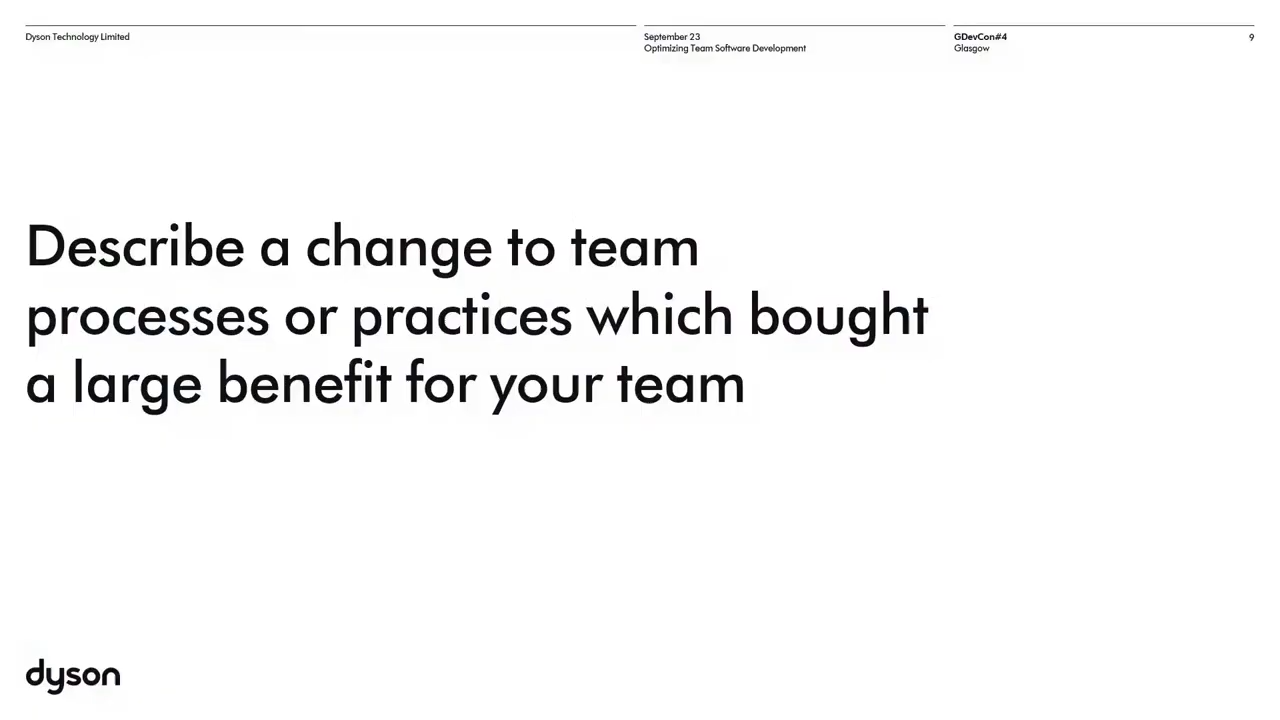 Dyson Technology Limited
September 23
Optimizing Team Software Development
GDevCon#4
Glasgow
9
Describe a change to team
processes or practices which bought
a large benefit for your team
dyson